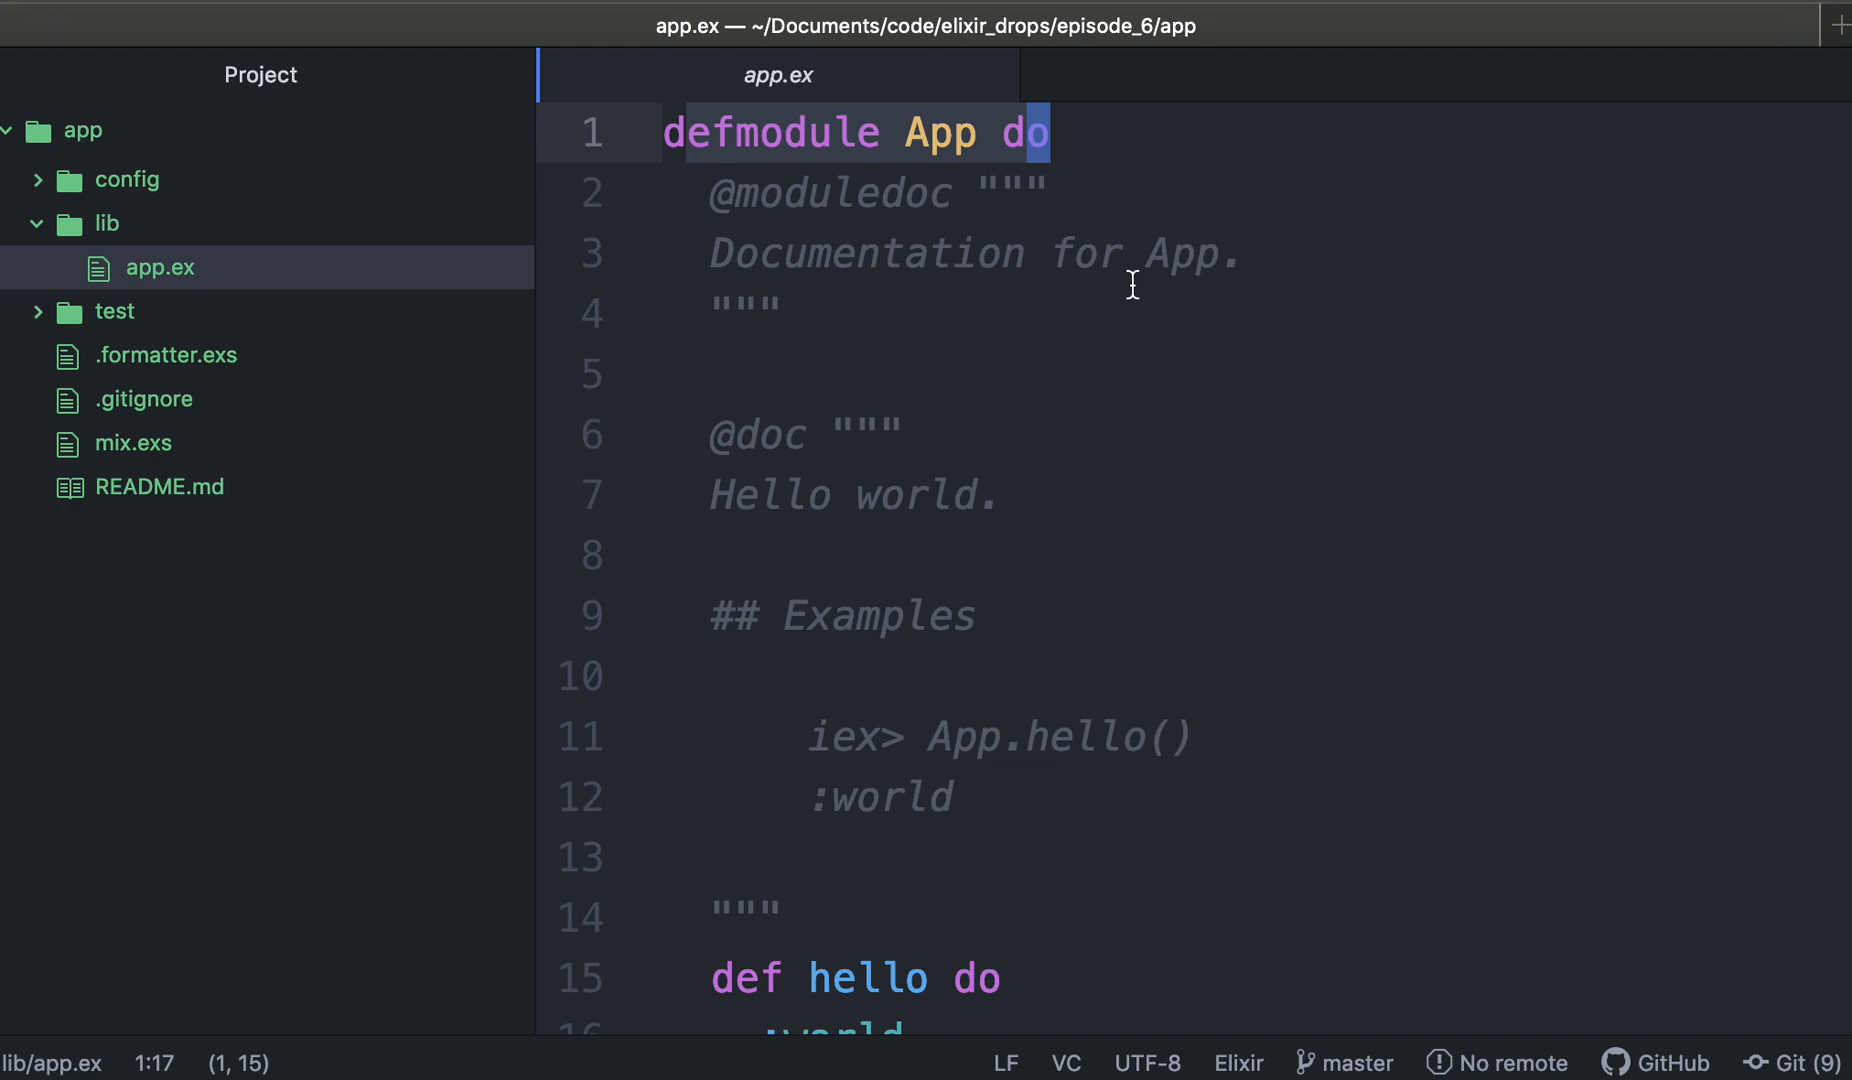 app.ex — ~/Documents/code/elixir_drops/episode_6/app
Project
app
config
lib
app.ex
test
.formatter.exs
.gitignore
mix.exs
README.md
app.ex
1 defmodule App do
2 @moduledoc """
3 Documentation for App.
4 """
5
6 @doc """
7 Hello world.
8
9 ## Examples
10
11 iex> App.hello()
12 :world
13
14 """
15 def hello do
16 :world
lib/app.ex 1:17 (1, 15) LF VC UTF-8 Elixir master No remote GitHub Git (9)